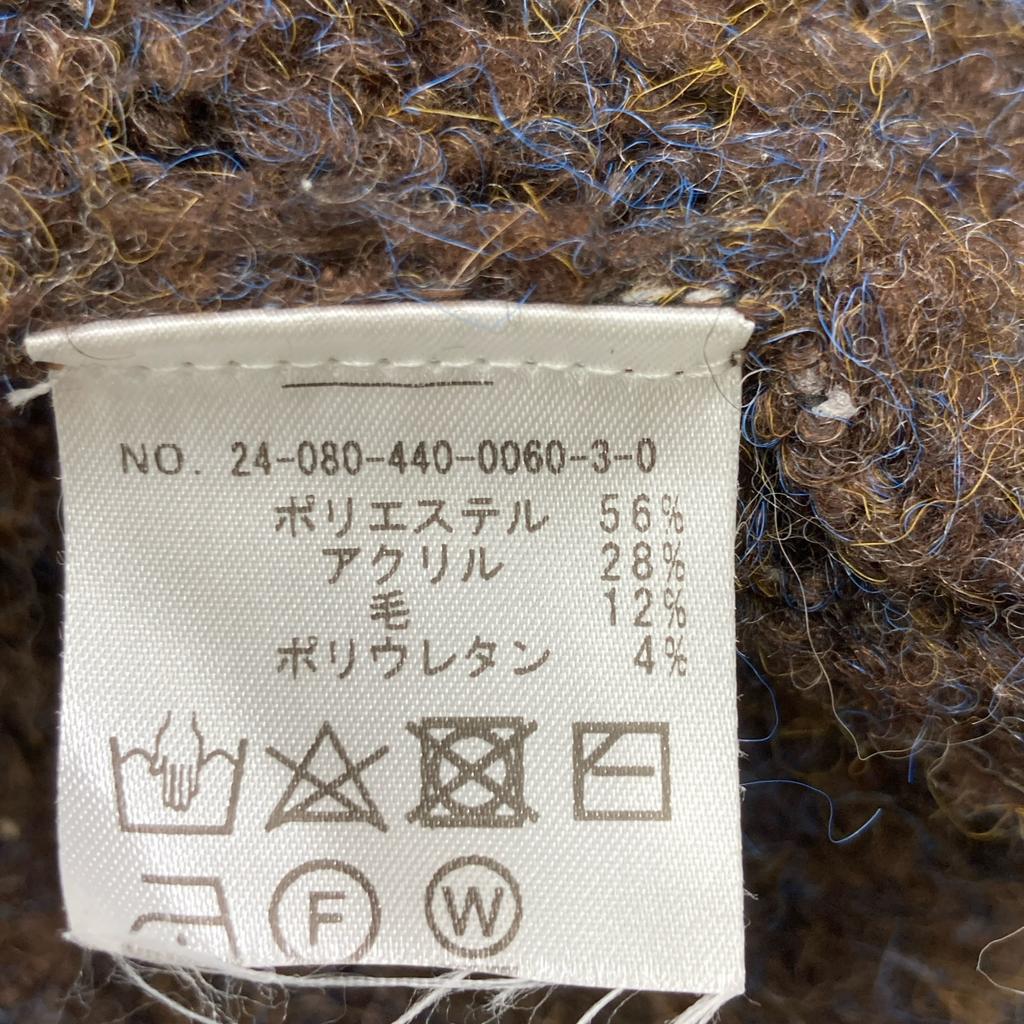 NO. 24-080-440-0060-3-0
ポリエステル 56%
アクリル 28%
毛 12%
ポリウレタン 4%
F W